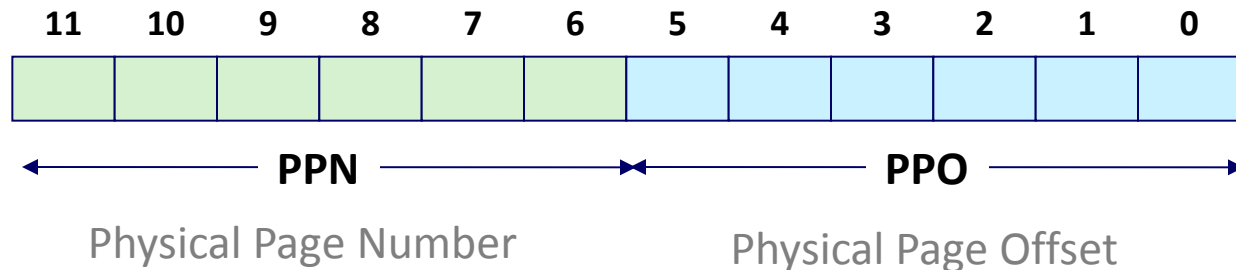 11 10 9 8 7 6 5 4 3 2 1 0
PPN PPO
Physical Page Number Physical Page Offset